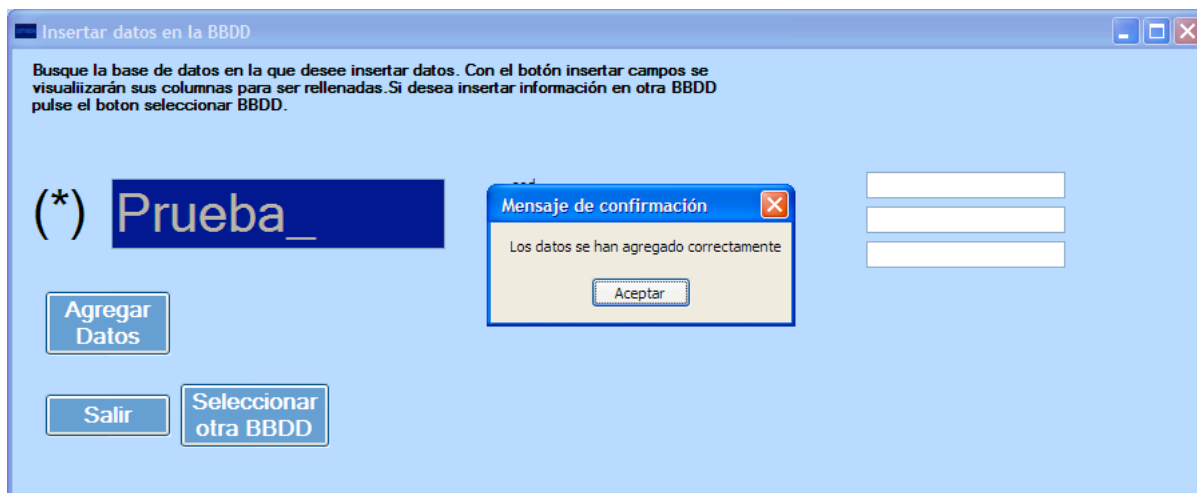 Insertar datos en la BBDD
Busque la base de datos en la que desee insertar datos. Con el botón insertar campos se
visualiizarán sus columnas para ser rellenadas.Si desea insertar información en otra BBDD
pulse el boton seleccionar BBDD.
(*) Prueba_
Mensaje de confirmación
Los datos se han agregado correctamente
Aceptar
Agregar
Datos
Salir
Seleccionar
otra BBDD